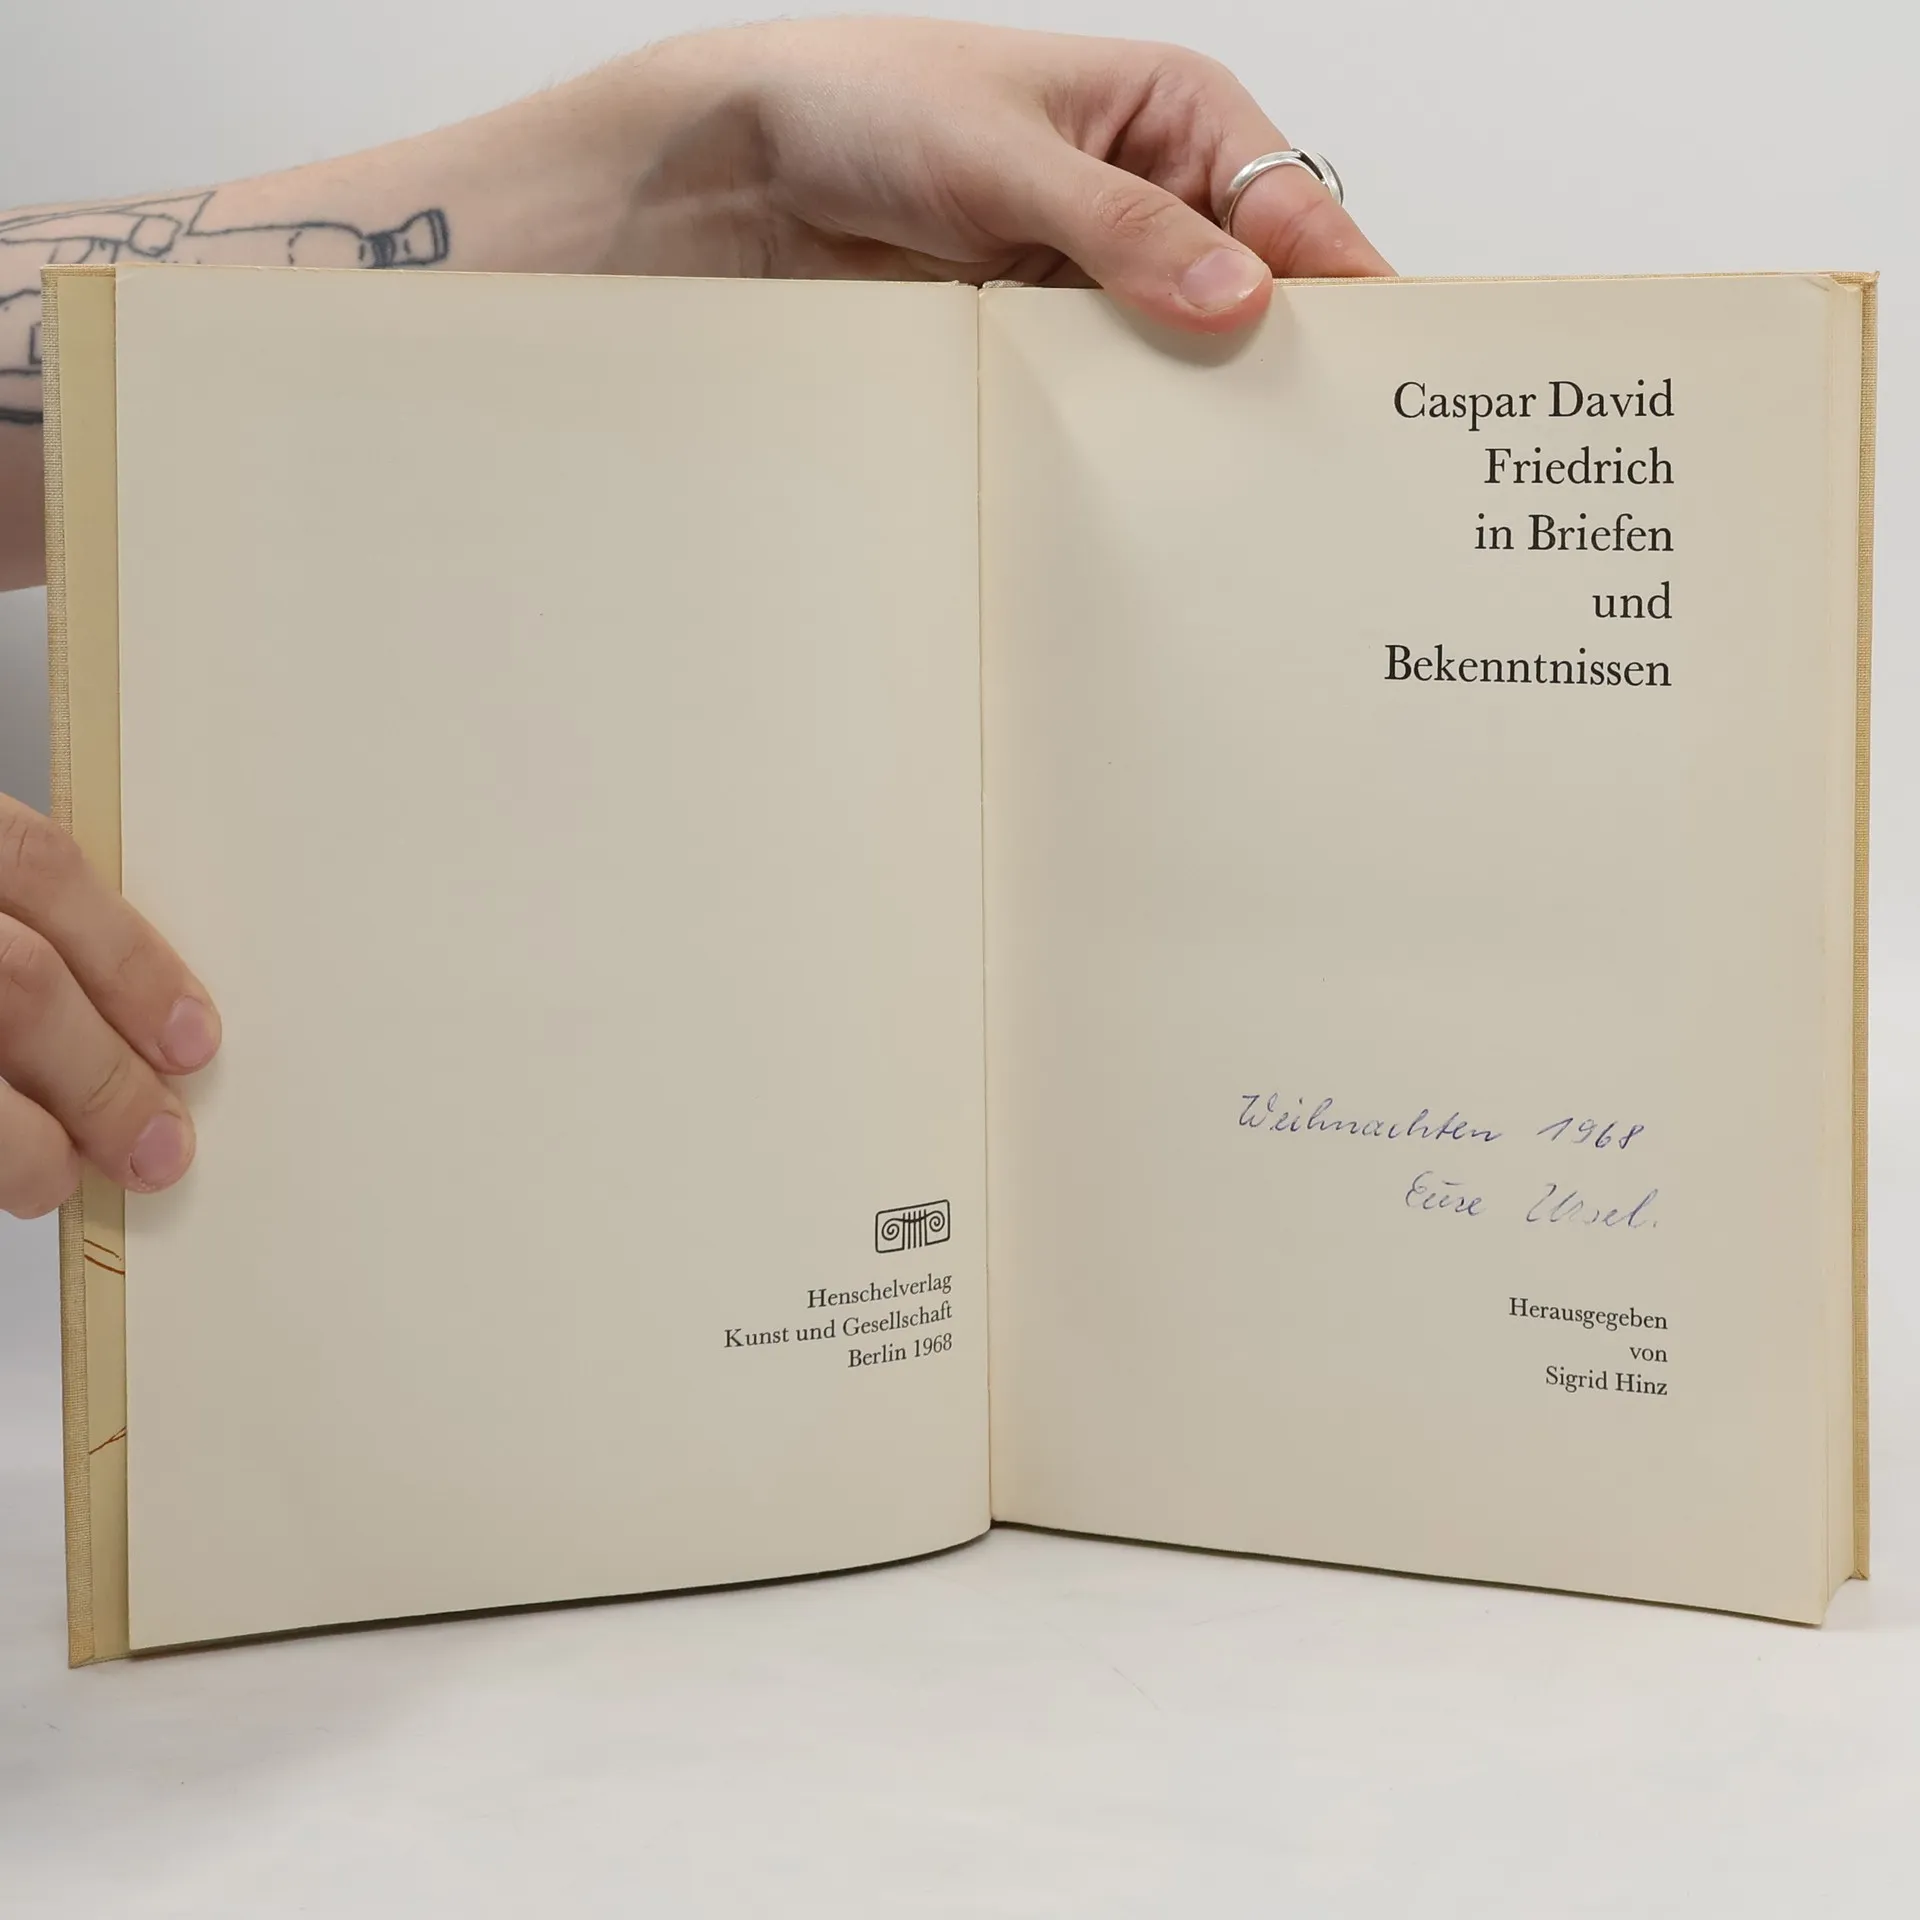 Henschelverlag
Kunst und Gesellschaft
Berlin 1968
Caspar David
Friedrich
in Briefen
und
Bekenntnissen
Weihnachten 1968
Eure Ursel.
Herausgegeben
von
Sigrid Hinz